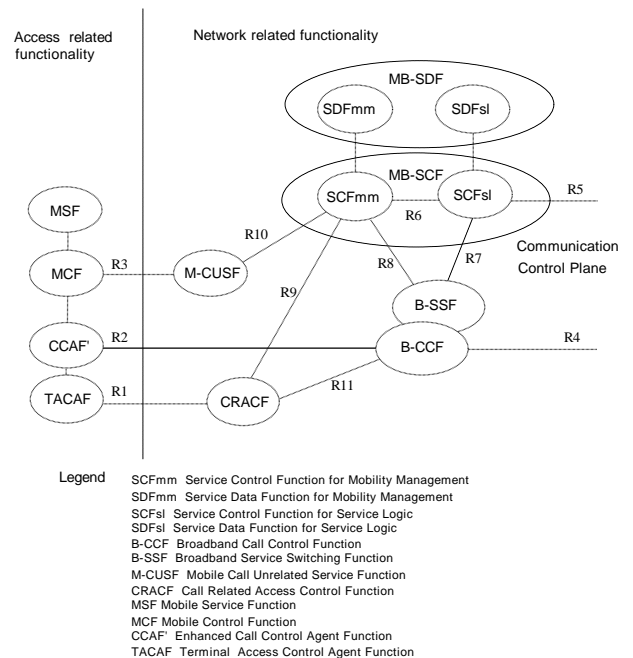 Access related
functionality
Network related functionality
MB-SDF
SDFmm
SDFsl
MB-SCF
SCFmm
SCFsl
R5
R6
MSF
R10
Communication
Control Plane
MCF
R3
M-CUSF
R8
R7
R9
B-SSF
CCAF'
R2
B-CCF
R4
TACAF
R1
CRACF
R11
Legend
SCFmm Service Control Function for Mobility Management
SDFmm Service Data Function for Mobility Management
SCFsl Service Control Function for Service Logic
SDFsl Service Data Function for Service Logic
B-CCF Broadband Call Control Function
B-SSF Broadband Service Switching Function
M-CUSF Mobile Call Unrelated Service Function
CRACF Call Related Access Control Function
MSF Mobile Service Function
MCF Mobile Control Function
CCAF' Enhanced Call Control Agent Function
TACAF Terminal Access Control Agent Function